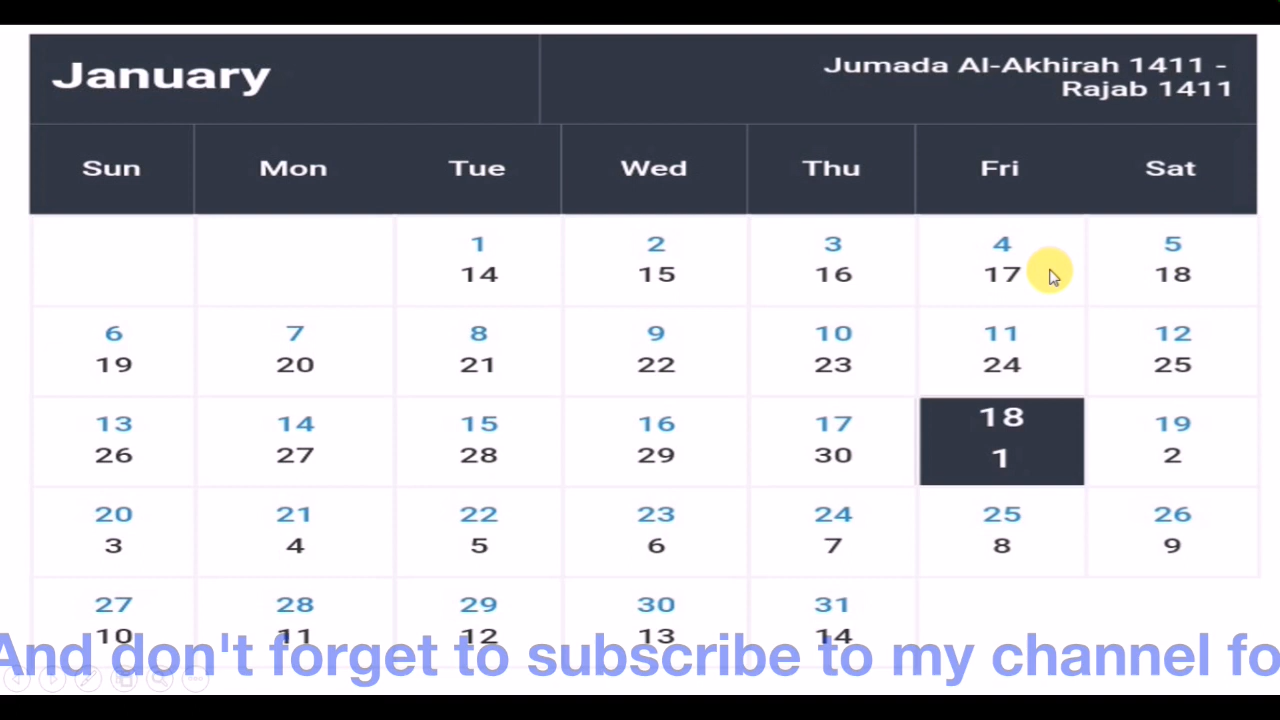 January
Jumada Al-Akhirah 1411 -
Rajab 1411
Sun Mon Tue Wed Thu Fri Sat
1 2 3 4 5
14 15 16 17 18
6 7 8 9 10 11 12
19 20 21 22 23 24 25
13 14 15 16 17 18 19
26 27 28 29 30 1 2
20 21 22 23 24 25 26
3 4 5 6 7 8 9
27 28 29 30 31
10 11 12 13 14
And don't forget to subscribe to my channel fo